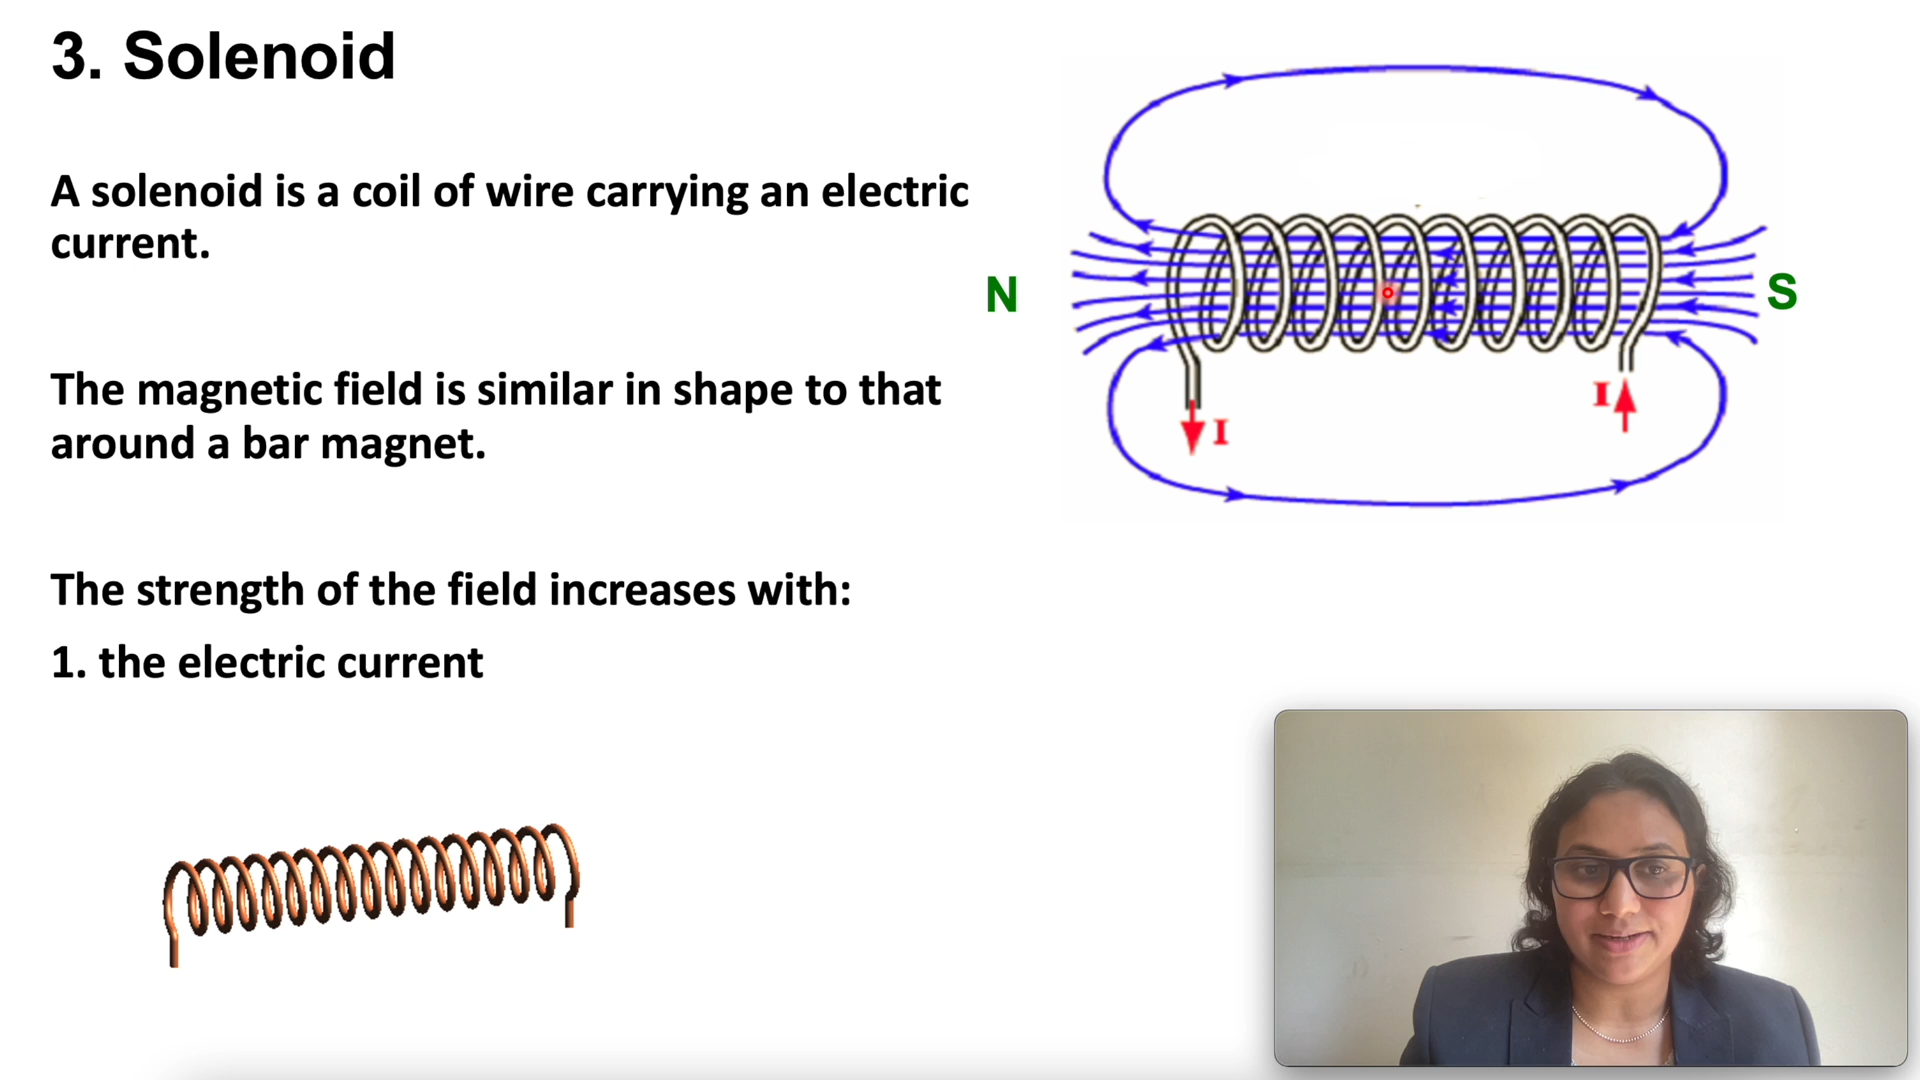 3. Solenoid
A solenoid is a coil of wire carrying an electric
current.
N
S
The magnetic field is similar in shape to that
around a bar magnet.
I
I
The strength of the field increases with:
1. the electric current